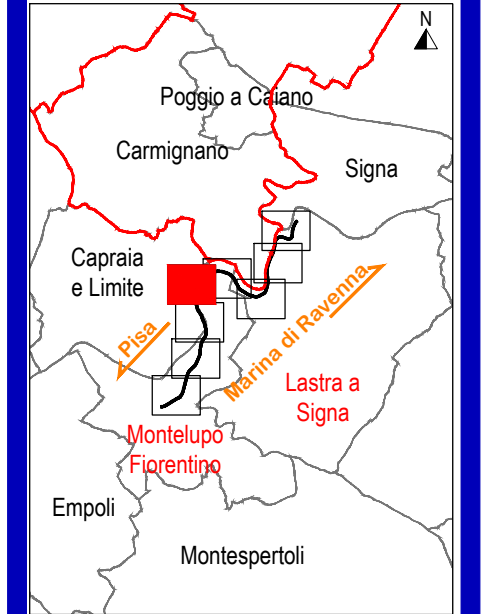 N
Poggio a Caiano
Carmignano
Signa
Capraia
e Limite
Pisa
Marina di Ravenna
Lastra a
Signa
Montelupo
Fiorentino
Empoli
Montespertoli